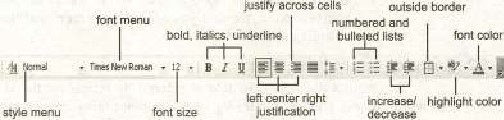 justify across cells
outside border
font menu
numbered and
bulleted lists
bold, italics, underline
font color
Normal
Times New Roman
12
B I U
A
left center right
justification
increase/
decrease
highlight color
style menu
font size